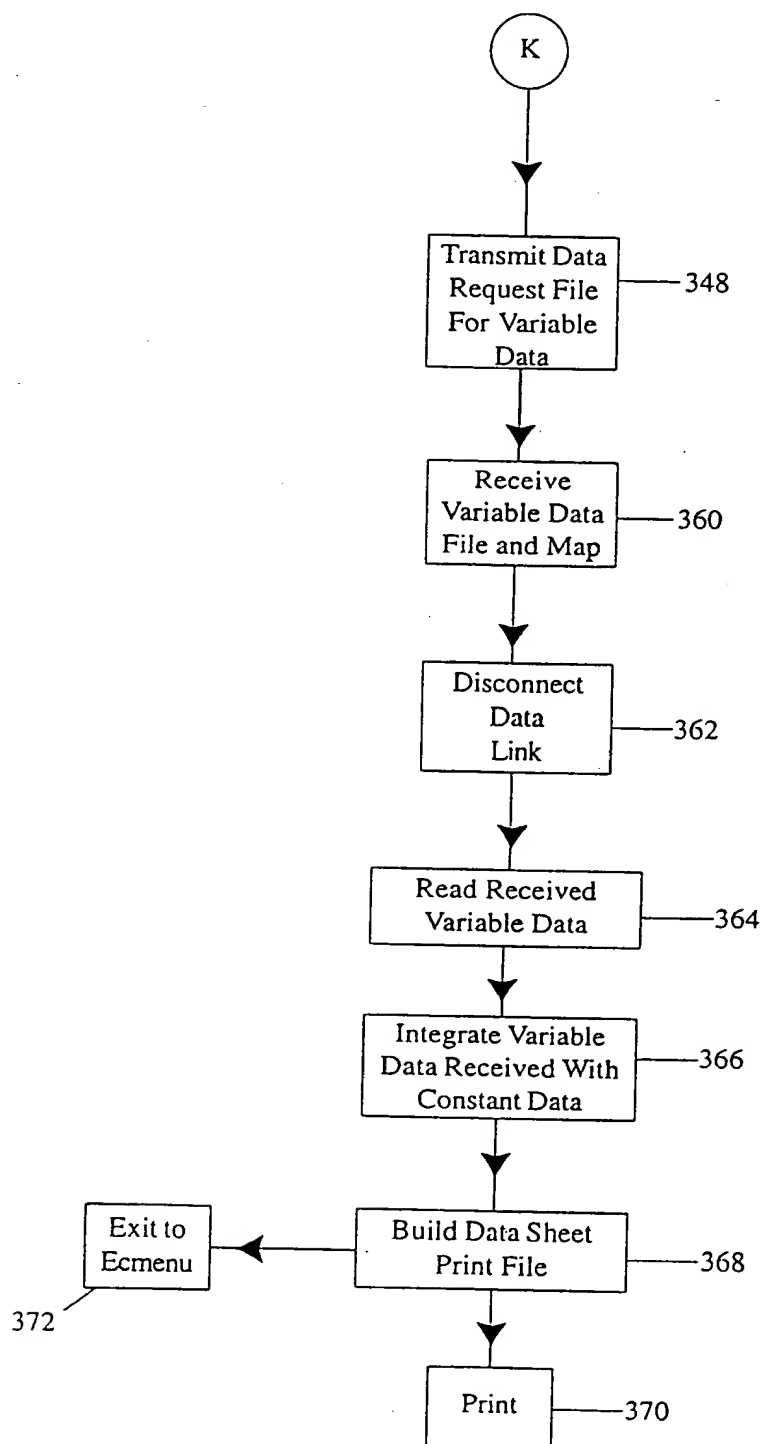 K
Transmit Data
Request File
For Variable
Data
348
Receive
Variable Data
File and Map
360
Disconnect
Data
Link
362
Read Received
Variable Data
364
Integrate Variable
Data Received With
Constant Data
366
Exit to
Ecmenu
372
Build Data Sheet
Print File
368
Print
370